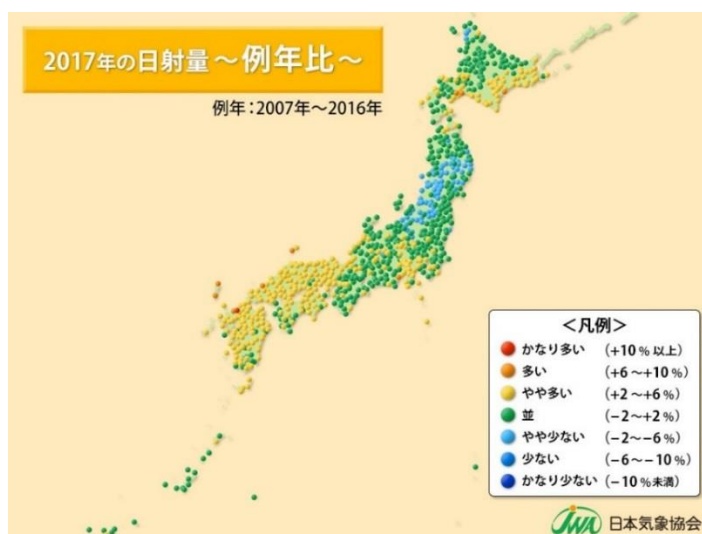 2017年の日射量～例年比～
例年：2007年～2016年
＜凡例＞
かなり多い （+10％以上）
多い （+6～+10％）
やや多い （+2～+6％）
並 （−2～+2％）
やや少ない （−2～−6％）
少ない （−6～−10％）
かなり少ない （−10％未満）
JWA 日本気象協会